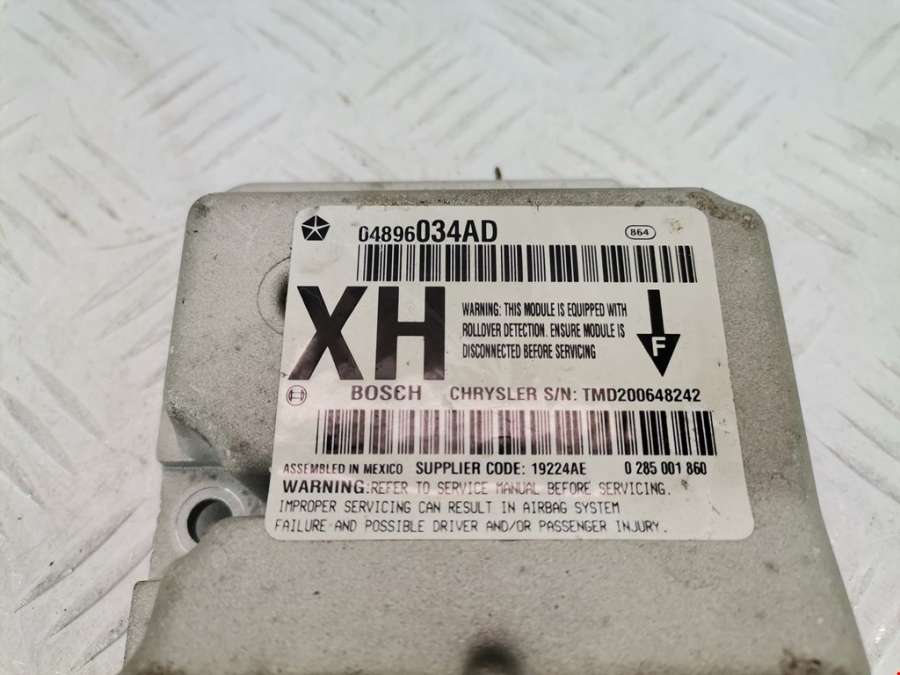 04896034AD 864
XH
WARNING: THIS MODULE IS EQUIPPED WITH
ROLLOVER DETECTION. ENSURE MODULE IS
DISCONNECTED BEFORE SERVICING
F
BOSCH CHRYSLER S/N: TMD200648242
ASSEMBLED IN MEXICO SUPPLIER CODE: 19224AE 0 285 001 860
WARNING:REFER TO SERVICE MANUAL BEFORE SERVICING.
IMPROPER SERVICING CAN RESULT IN AIRBAG SYSTEM
FAILURE AND POSSIBLE DRIVER AND/OR PASSENGER INJURY.